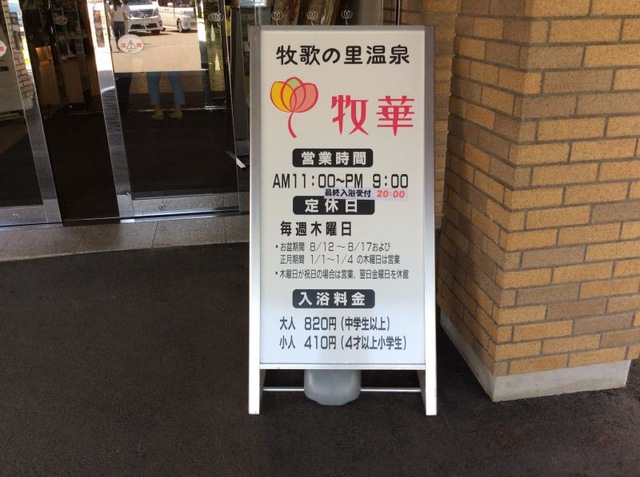 牧歌の里温泉
牧華
営業時間
AM11:00～PM 9:00
最終入浴受付 20:00
定休日
毎週木曜日
・お盆期間 8/12～8/17および
正月期間 1/1～1/4 の木曜日は営業
・木曜日が祝日の場合は営業、翌日金曜日を休館
入浴料金
大人 820円（中学生以上）
小人 410円（4才以上小学生）